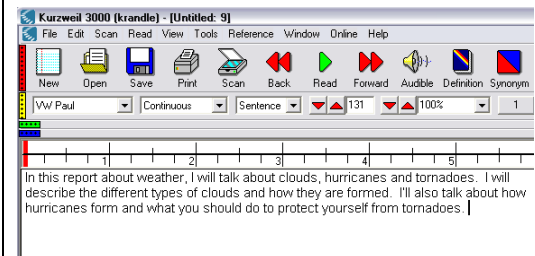 Kurzweil 3000 (krandle) - [Untitled: 9]
File Edit Scan Read View Tools Reference Window Online Help
New Open Save Print Scan Back Read Forward Audible Definition Synonym
VW Paul Continuous Sentence 131 100% 1
1 2 3 4 5
In this report about weather, I will talk about clouds, hurricanes and tornadoes. I will
describe the different types of clouds and how they are formed. I'll also talk about how
hurricanes form and what you should do to protect yourself from tornadoes.